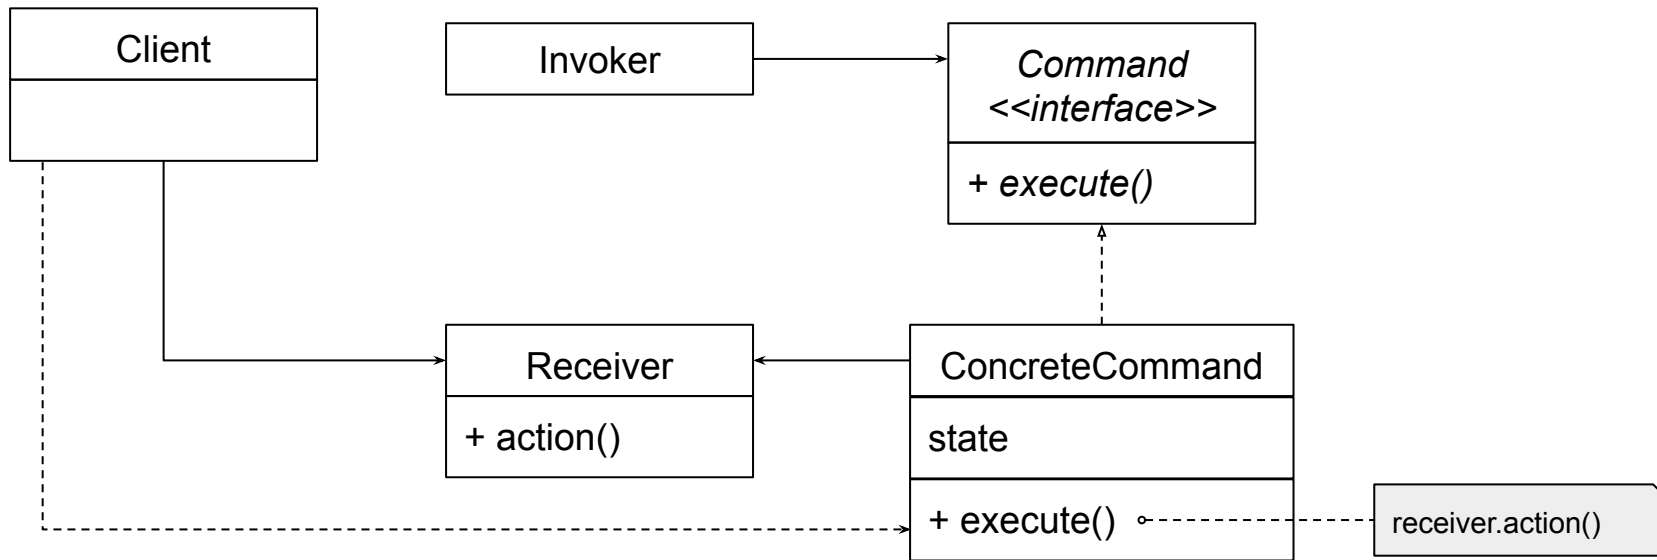 Client
Invoker
Command
<<interface>>
+ execute()
Receiver
+ action()
ConcreteCommand
state
+ execute()
receiver.action()